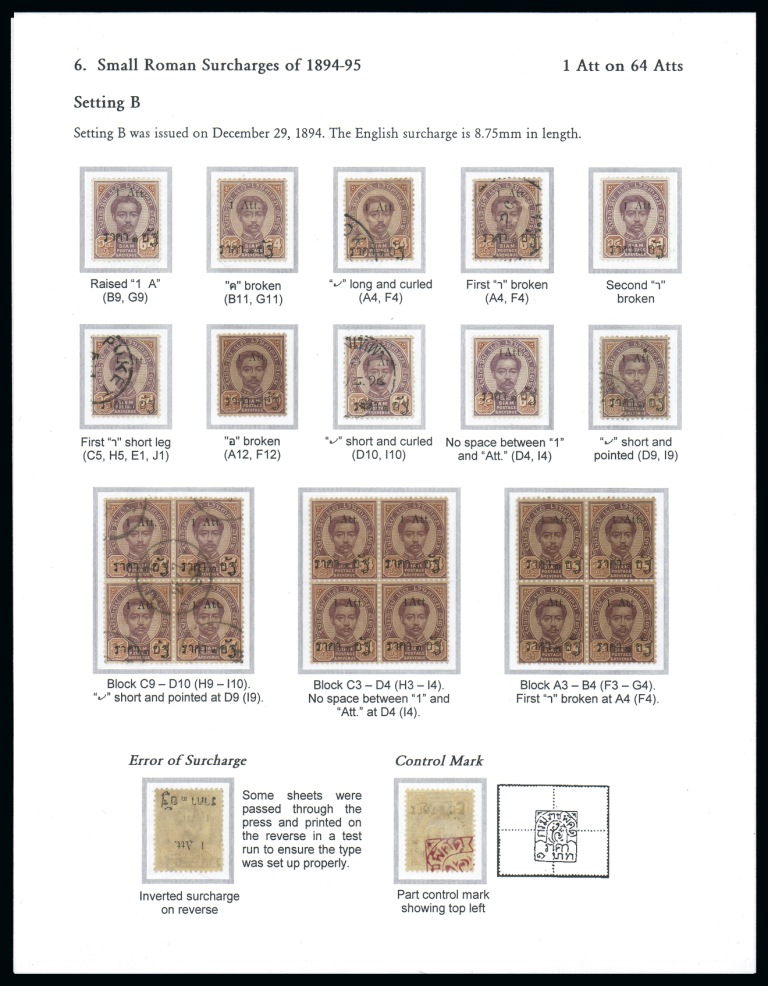 6. Small Roman Surcharges of 1894-95 1 Att on 64 Atts
Setting B
Setting B was issued on December 29, 1894. The English surcharge is 8.75mm in length.
Raised "1 A"
(B9, G9)
"ค" broken
(B11, G11)
long and curled
(A4, F4)
First "า" broken
(A4, F4)
Second "า"
broken
First "า" short leg
(C5, H5, E1, J1)
"อ" broken
(A12, F12)
short and curled
(D10, I10)
No space between "1"
and "Att." (D4, I4)
short and
pointed (D9, I9)
Block C9 – D10 (H9 – I10).
short and pointed at D9 (I9).
Block C3 – D4 (H3 – I4).
No space between "1" and
"Att." at D4 (I4).
Block A3 – B4 (F3 – G4).
First "า" broken at A4 (F4).
Error of Surcharge
Some sheets were
passed through the
press and printed on
the reverse in a test
run to ensure the type
was set up properly.
Inverted surcharge
on reverse
Control Mark
Part control mark
showing top left